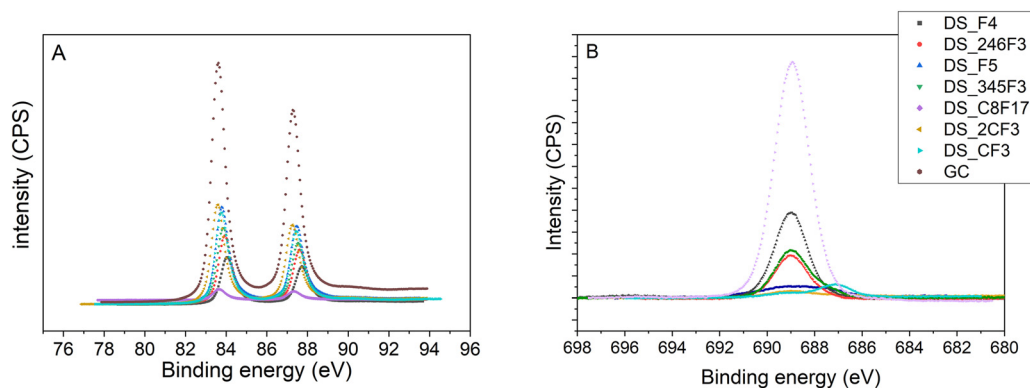 A
intensity (CPS)
76 78 80 82 84 86 88 90 92 94 96
Binding energy (eV)
B
Intensity (CPS)
698 696 694 692 690 688 686 684 682 680
Binding energy (eV)
DS_F4
DS_246F3
DS_F5
DS_345F3
DS_C8F17
DS_2CF3
DS_CF3
GC